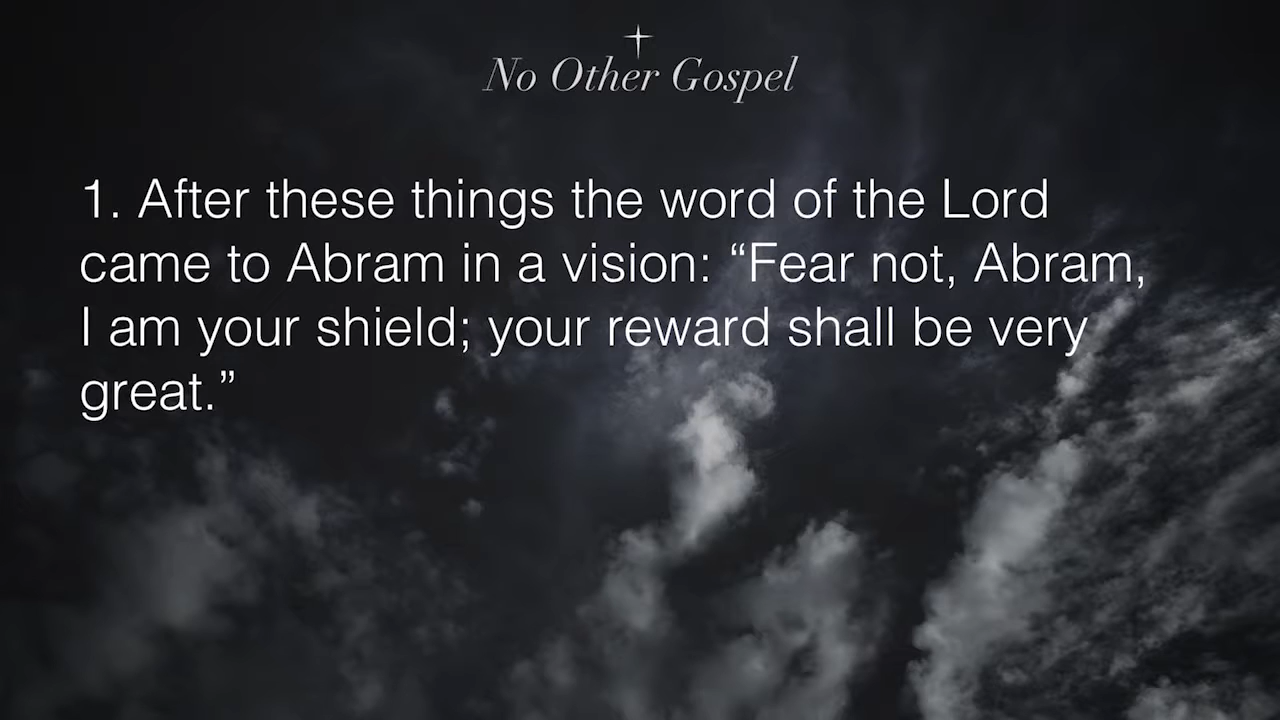 No Other Gospel
1. After these things the word of the Lord
came to Abram in a vision: “Fear not, Abram,
I am your shield; your reward shall be very
great.”